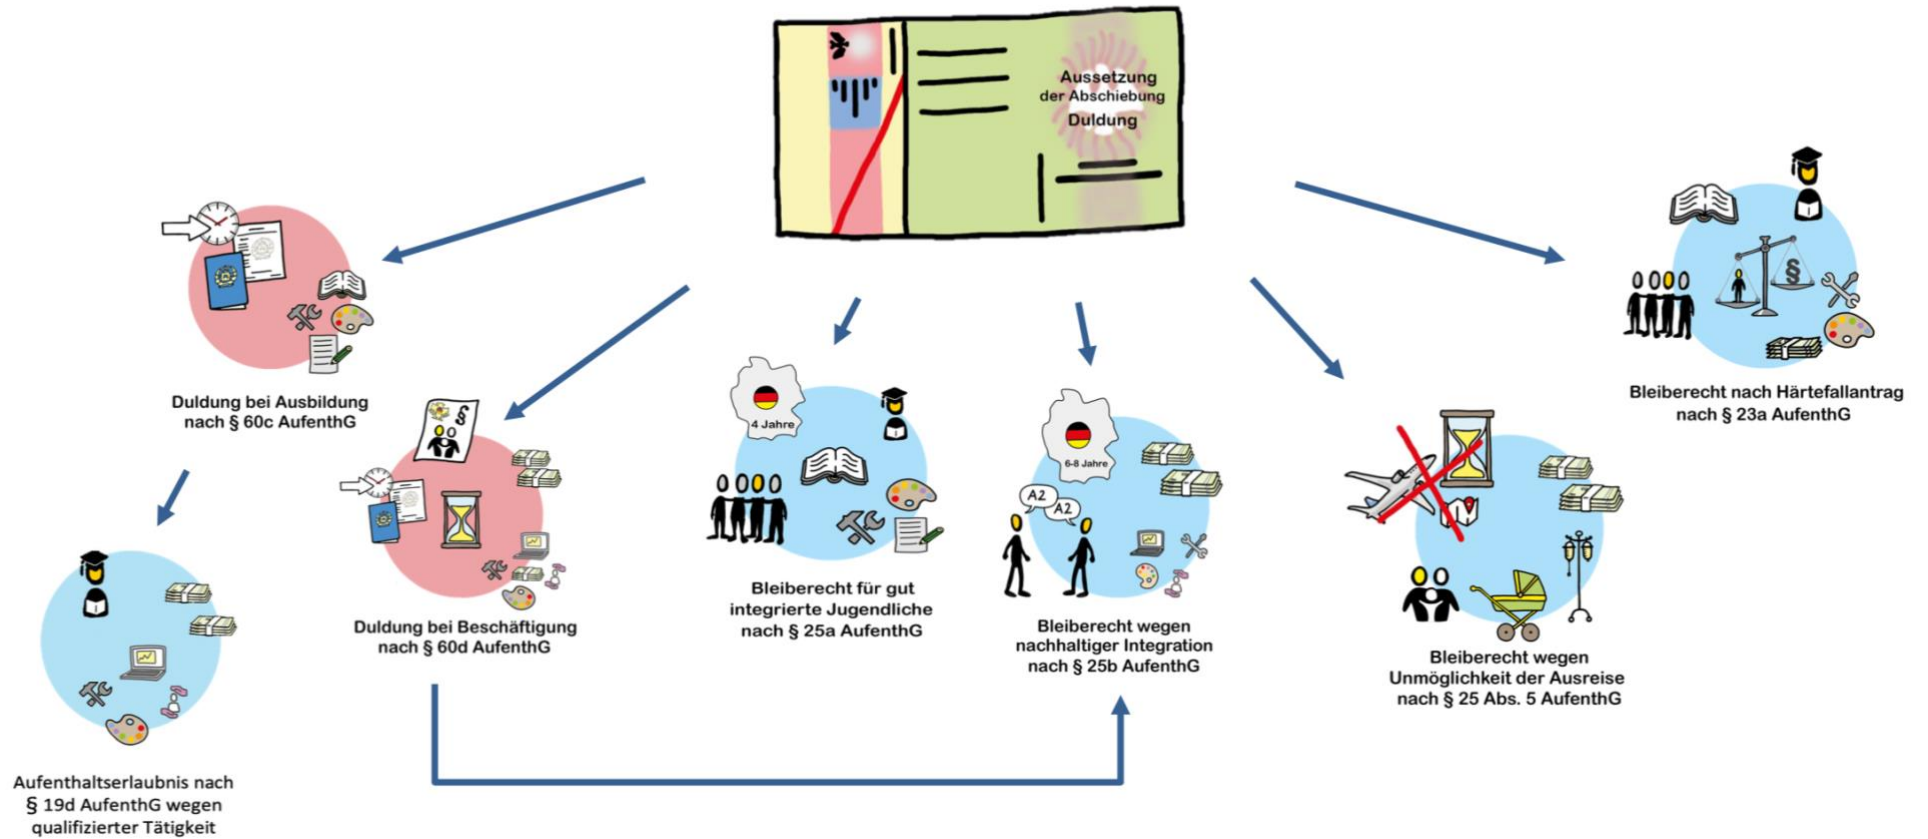 Aussetzung
der Abschiebung
Duldung
§
Bleiberecht nach Härtefallantrag
nach § 23a AufenthG
Duldung bei Ausbildung
nach § 60c AufenthG
§
Duldung bei Beschäftigung
nach § 60d AufenthG
4 Jahre
Bleiberecht für gut
integrierte Jugendliche
nach § 25a AufenthG
6-8 Jahre
A2
A2
Bleiberecht wegen
nachhaltiger Integration
nach § 25b AufenthG
Bleiberecht wegen
Unmöglichkeit der Ausreise
nach § 25 Abs. 5 AufenthG
Aufenthaltserlaubnis nach
§ 19d AufenthG wegen
qualifizierter Tätigkeit